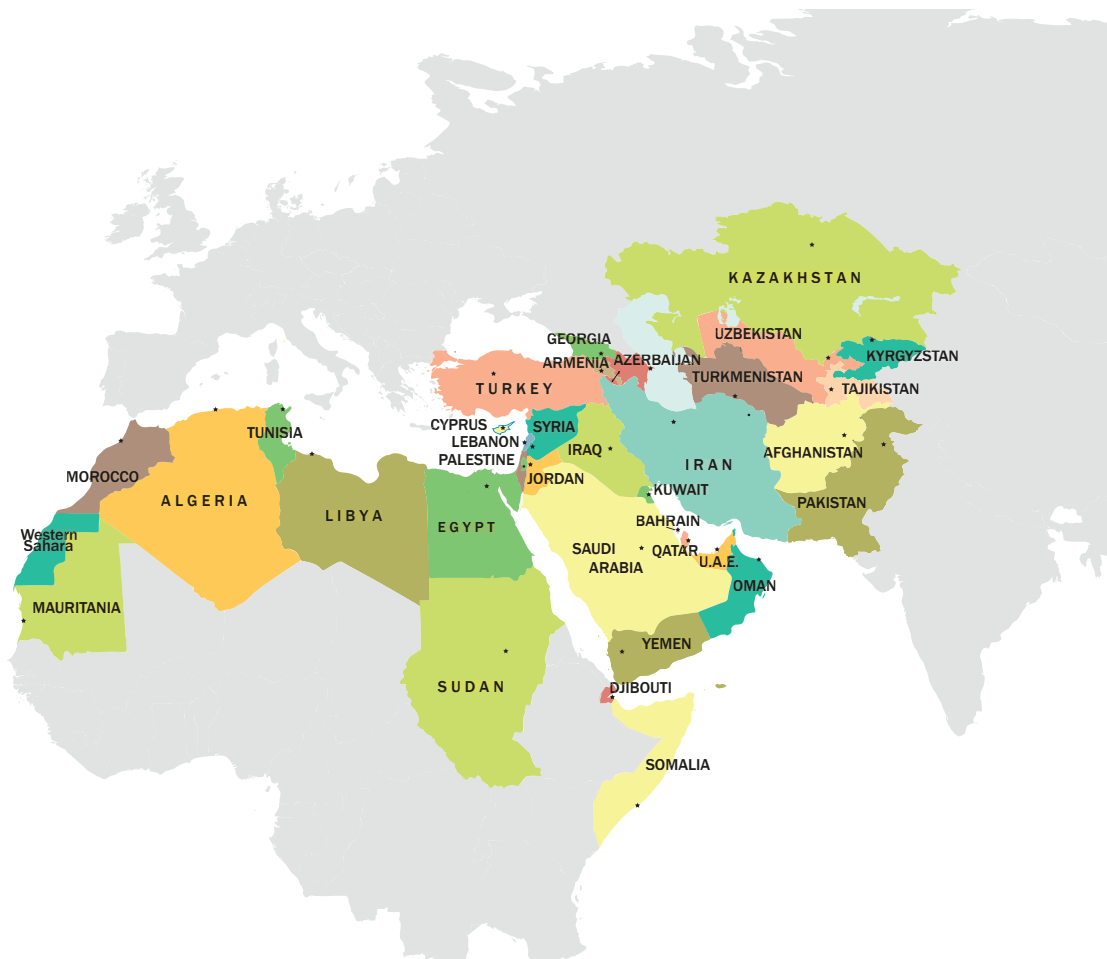 KAZAKHSTAN
UZBEKISTAN
GEORGIA
KYRGYZSTAN
ARMENIA
AZERBAIJAN
TURKMENISTAN
TURKEY
TAJIKISTAN
CYPRUS
SYRIA
TUNISIA
LEBANON
IRAQ
AFGHANISTAN
PALESTINE
IRAN
MOROCCO
JORDAN
KUWAIT
ALGERIA
PAKISTAN
LIBYA
BAHRAIN
EGYPT
Western
Sahara
SAUDI
ARABIA
QATAR
U.A.E.
OMAN
MAURITANIA
YEMEN
SUDAN
DJIBOUTI
SOMALIA